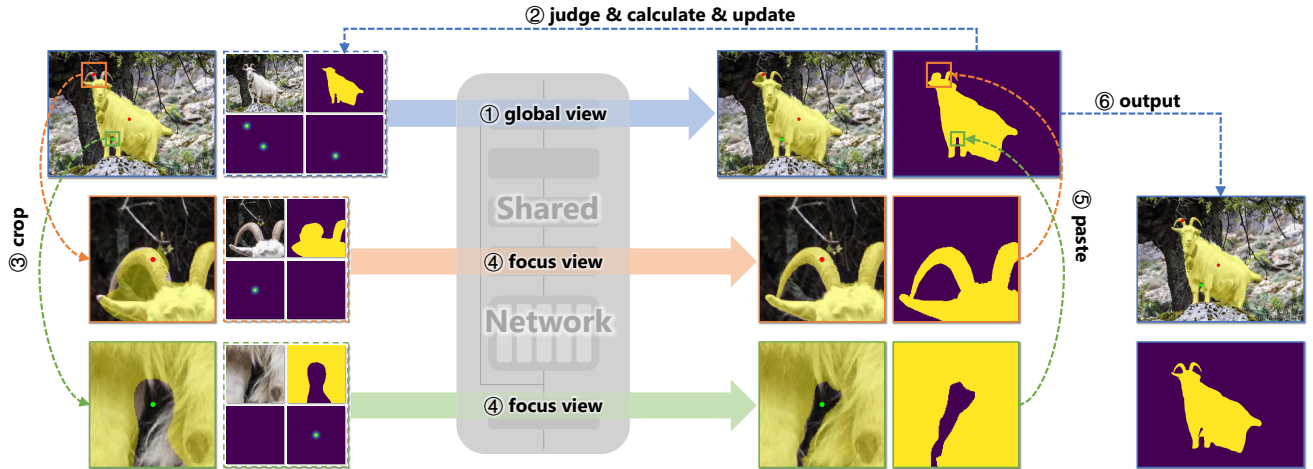 ② judge & calculate & update
① global view
⑥ output
Shared
③ crop
④ focus view
⑤ paste
Network
④ focus view